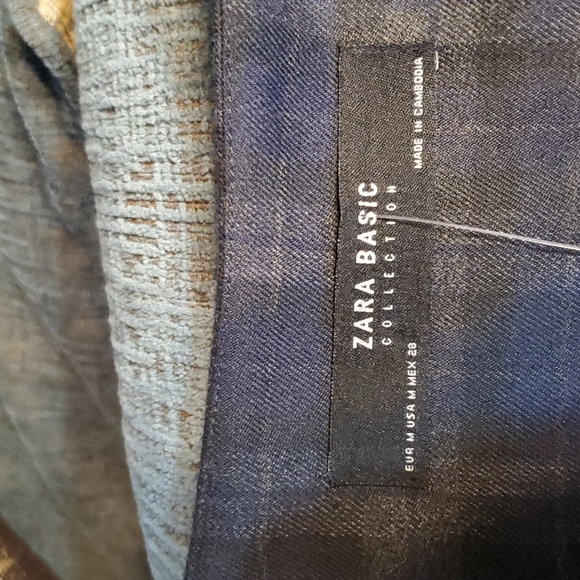 ZARA BASIC
COLLECTION
EUR M USA M MEX 28
MADE IN CAMBODIA